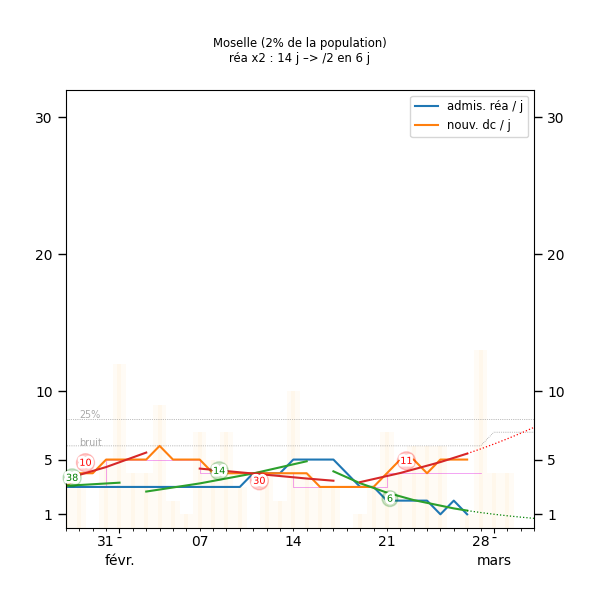 Moselle (2% de la population)
réa x2 : 14 j –> /2 en 6 j
admis. réa / j
nouv. dc / j
30 30
20 20
10 10
25%
bruit
5 5
1 1
38
10
14
30
11
6
31 07 14 21 28
févr. mars